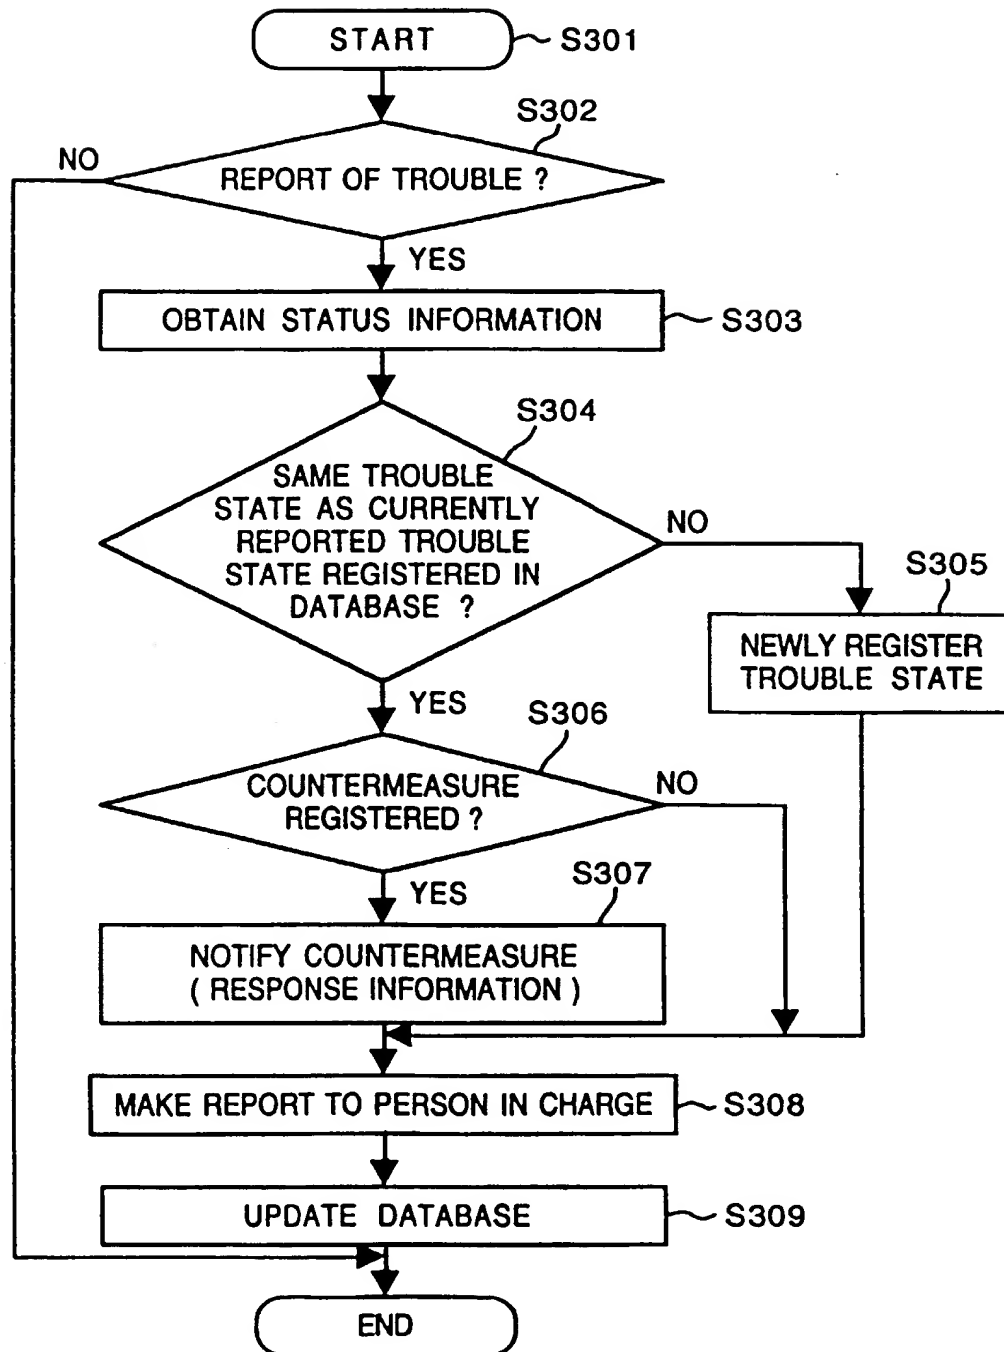 START
S301
S302
NO
REPORT OF TROUBLE ?
YES
OBTAIN STATUS INFORMATION
S303
S304
SAME TROUBLE
STATE AS CURRENTLY
REPORTED TROUBLE
STATE REGISTERED IN
DATABASE ?
NO
S305
NEWLY REGISTER
TROUBLE STATE
YES
S306
COUNTERMEASURE
REGISTERED ?
NO
YES
S307
NOTIFY COUNTERMEASURE
( RESPONSE INFORMATION )
MAKE REPORT TO PERSON IN CHARGE
S308
UPDATE DATABASE
S309
END